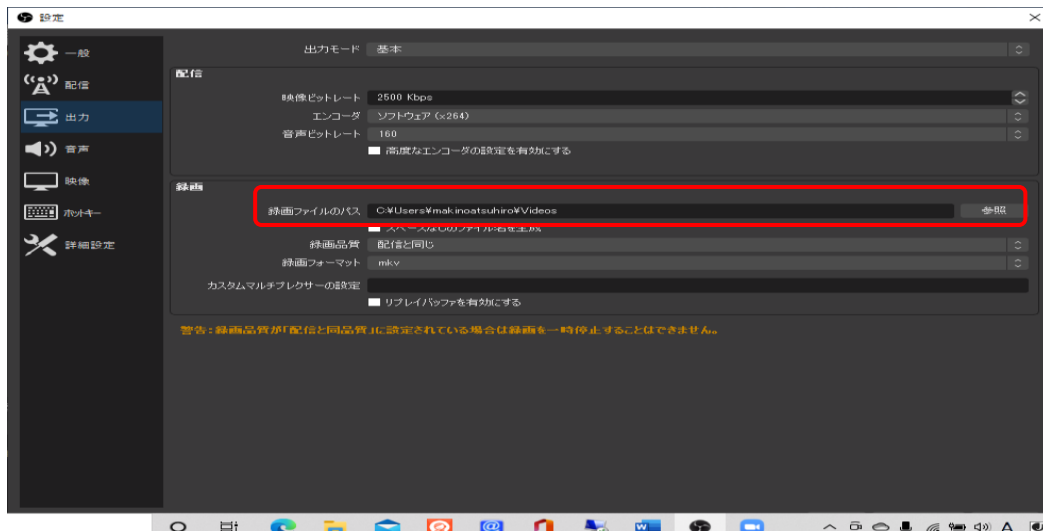 設定
一般
配信
出力
音声
映像
ホットキー
詳細設定
出力モード 基本
配信
映像ビットレート 2500 Kbps
エンコーダ ソフトウェア (x264)
音声ビットレート 160
高度なエンコーダの設定を有効にする
録画
録画ファイルのパス C:¥Users¥makinoatsuhiro¥Videos 参照
スペースなしのファイル名を生成
録画品質 配信と同じ
録画フォーマット mkv
カスタムマルチプレクサーの設定
リプレイバッファを有効にする
警告: 録画品質が「配信と同品質」に設定されている場合は録画を一時停止することはできません。
A